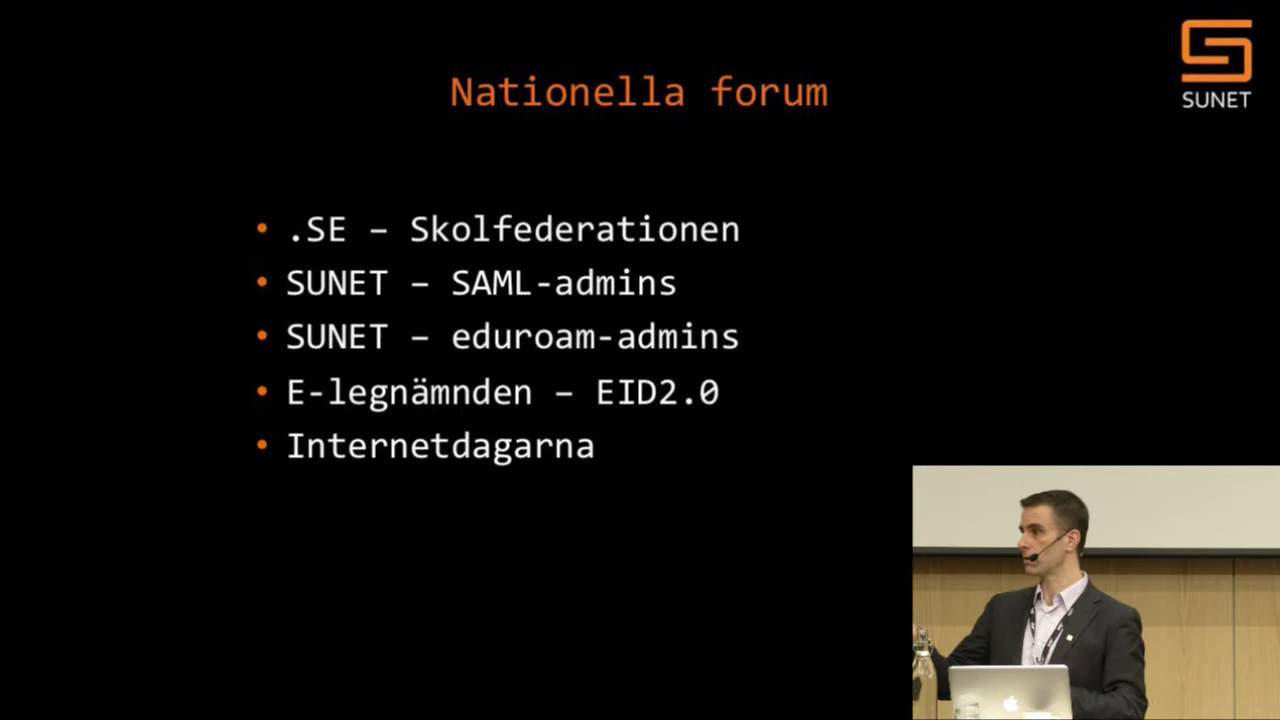 Nationella forum
SUNET
• .SE – Skolfederationen
• SUNET – SAML-admins
• SUNET – eduroam-admins
• E-legnämnden – EID2.0
• Internetdagarna